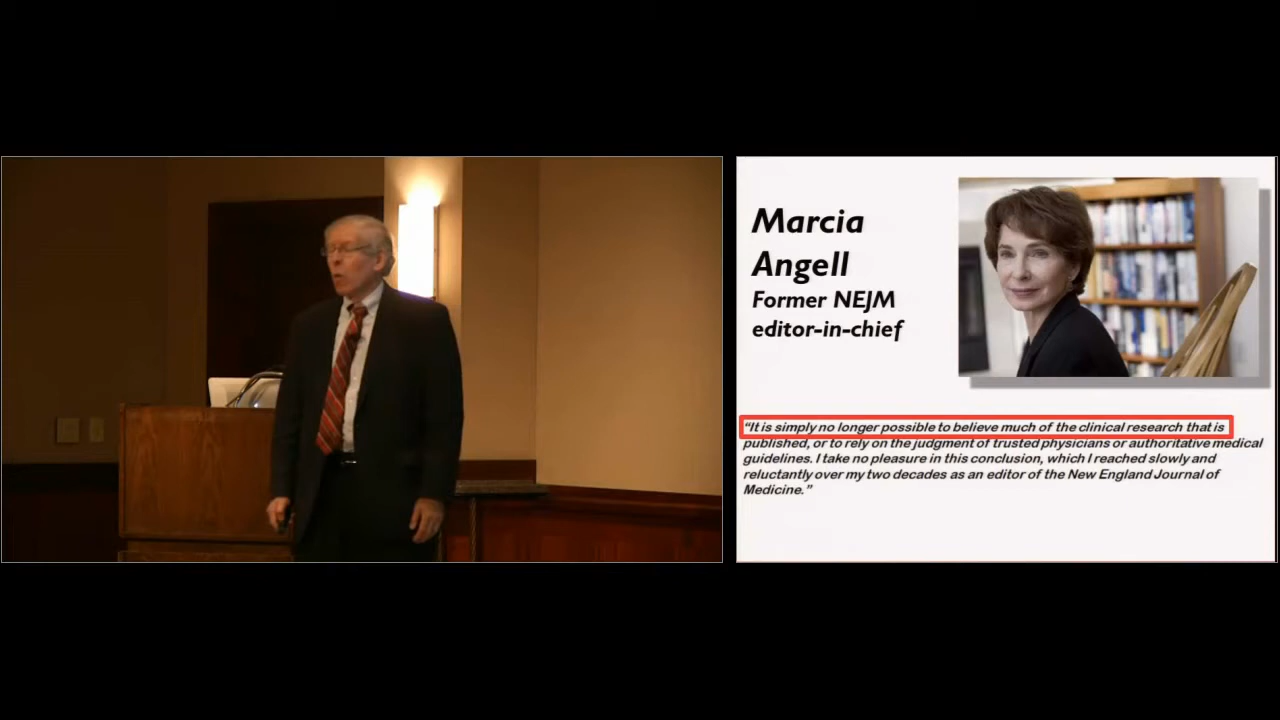 Marcia
Angell
Former NEJM
editor-in-chief
“It is simply no longer possible to believe much of the clinical research that is
published, or to rely on the judgment of trusted physicians or authoritative medical
guidelines. I take no pleasure in this conclusion, which I reached slowly and
reluctantly over my two decades as an editor of the New England Journal of
Medicine.”